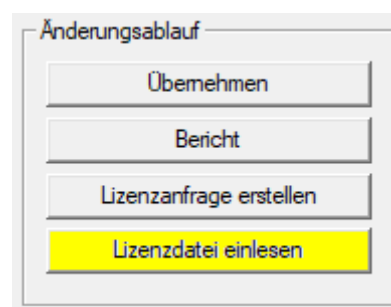 Änderungsablauf
Übernehmen
Bericht
Lizenzanfrage erstellen
Lizenzdatei einlesen